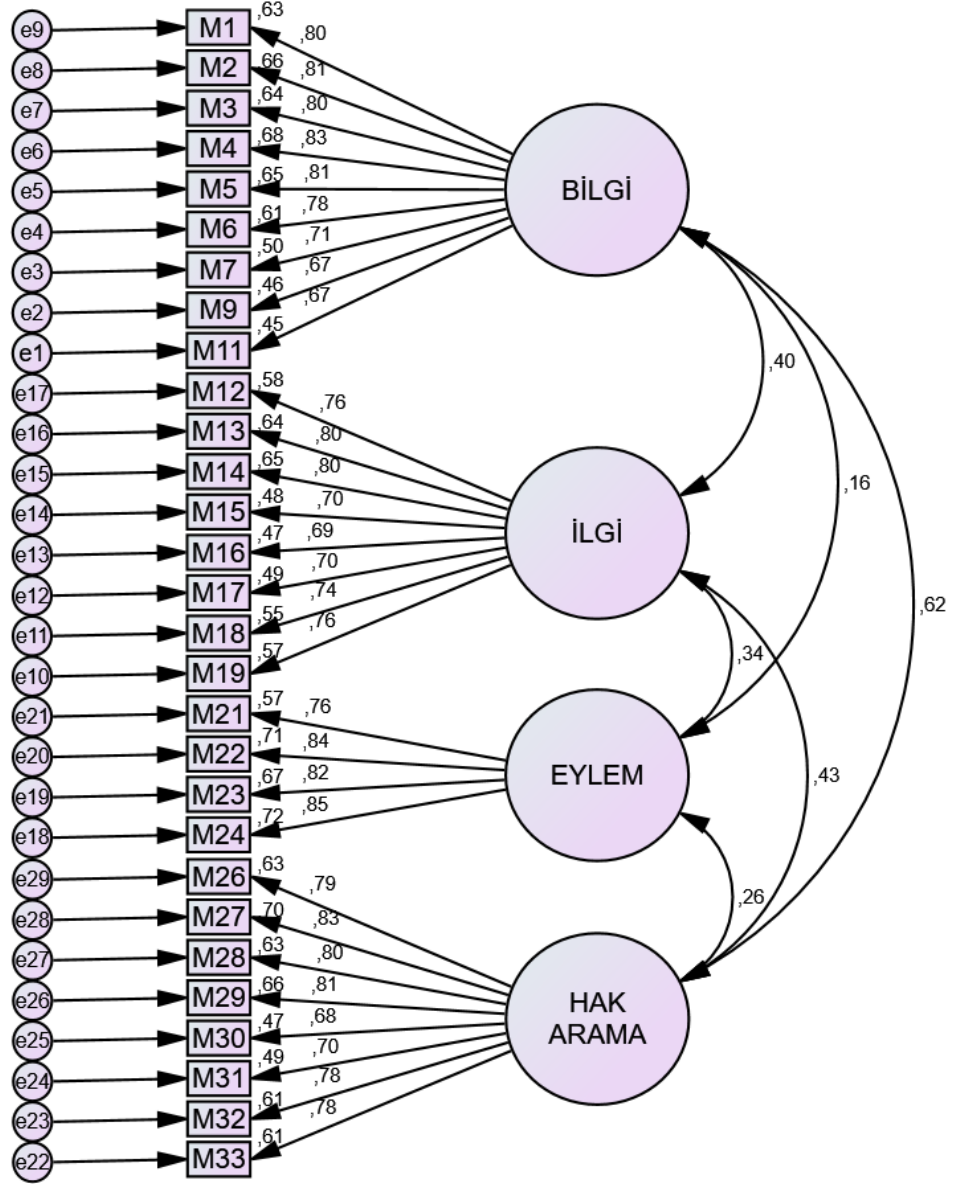 e9 M1 ,63 ,80
e8 M2 ,66 ,81
e7 M3 ,64 ,80
e6 M4 ,68 ,83
e5 M5 ,65 ,81
e4 M6 ,61 ,78
e3 M7 ,50 ,71
e2 M9 ,46 ,67
e1 M11 ,45 ,67
BİLGİ
e17 M12 ,58 ,76
e16 M13 ,64 ,80
e15 M14 ,65 ,80
e14 M15 ,48 ,70
e13 M16 ,47 ,69
e12 M17 ,49 ,70
e11 M18 ,55 ,74
e10 M19 ,57 ,76
İLGİ
e21 M21 ,57 ,76
e20 M22 ,71 ,84
e19 M23 ,67 ,82
e18 M24 ,72 ,85
EYLEM
e29 M26 ,63 ,79
e28 M27 ,70 ,83
e27 M28 ,63 ,80
e26 M29 ,66 ,81
e25 M30 ,47 ,68
e24 M31 ,49 ,70
e23 M32 ,61 ,78
e22 M33 ,61 ,78
HAK
ARAMA
,40
,16
,62
,34
,43
,26